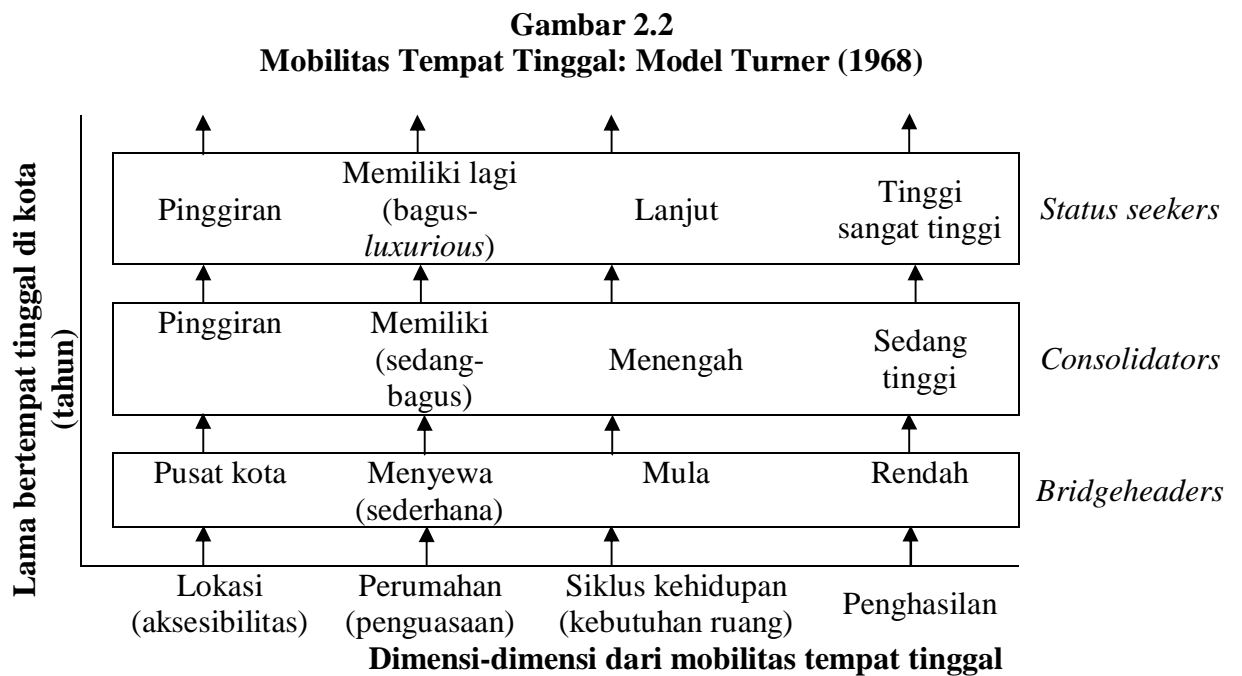 Gambar 2.2
Mobilitas Tempat Tinggal: Model Turner (1968)
Lama bertempat tinggal di kota
(tahun)
Pinggiran
Memiliki lagi
(bagus-
luxurious)
Lanjut
Tinggi
sangat tinggi
Status seekers
Pinggiran
Memiliki
(sedang-
bagus)
Menengah
Sedang
tinggi
Consolidators
Pusat kota
Menyewa
(sederhana)
Mula
Rendah
Bridgeheaders
Lokasi
(aksesibilitas)
Perumahan
(penguasaan)
Siklus kehidupan
(kebutuhan ruang)
Penghasilan
Dimensi-dimensi dari mobilitas tempat tinggal